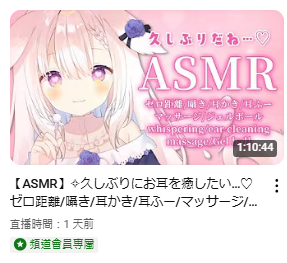 久しぶりだね…♡
ASMR
ゼロ距離/囁き/耳かき/耳ふー
マッサージ/ジェルボール
whispering/ear cleaning
massage/Gel ball
1:10:44
【ASMR】✧久しぶりにお耳を癒したい…♡
ゼロ距離/囁き/耳かき/耳ふー/マッサージ/...
直播時間：1 天前
頻道會員專屬